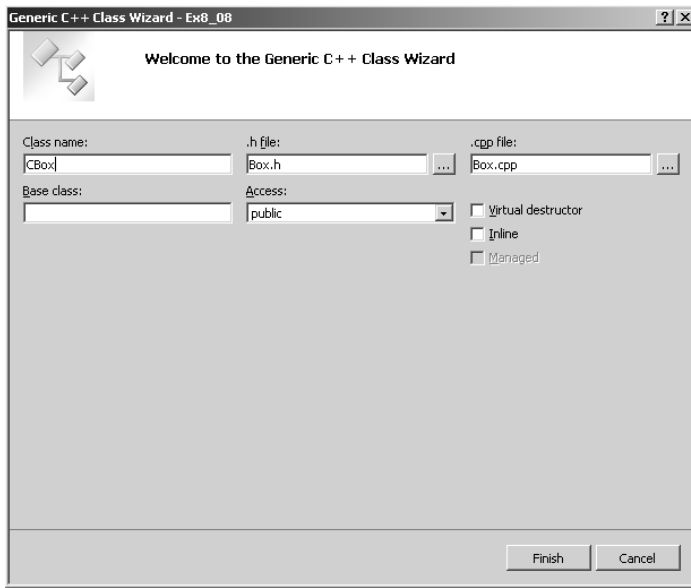 Generic C++ Class Wizard - Ex8_08
Welcome to the Generic C++ Class Wizard
Class name: .h file: .cpp file:
CBox Box.h ... Box.cpp ...
Base class: Access:
public Virtual destructor
Inline
Managed
Finish Cancel